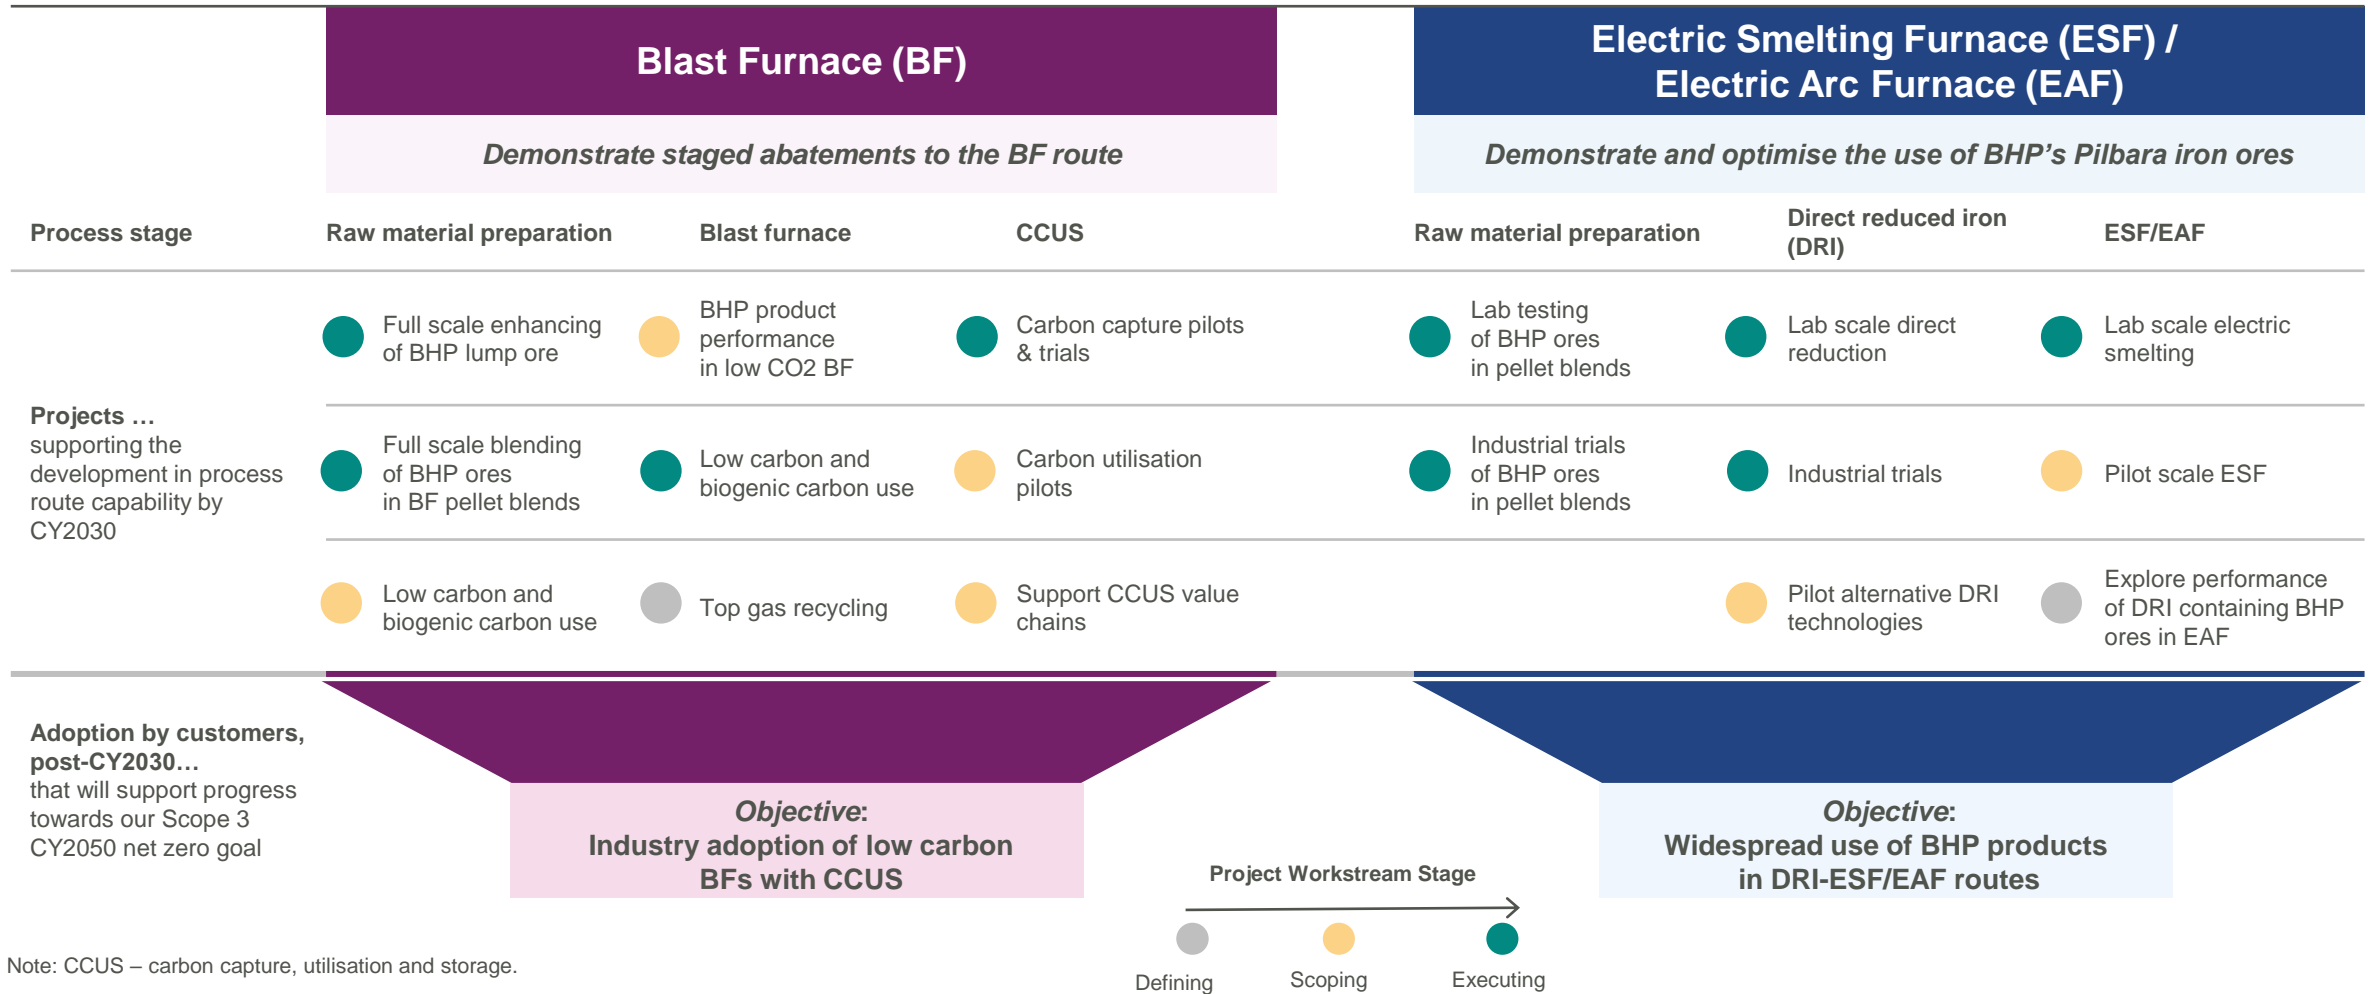 Blast Furnace (BF)
Electric Smelting Furnace (ESF) /
Electric Arc Furnace (EAF)
Demonstrate staged abatements to the BF route
Demonstrate and optimise the use of BHP's Pilbara iron ores
Process stage
Raw material preparation
Blast furnace
CCUS
Raw material preparation
Direct reduced iron
(DRI)
ESF/EAF
Projects …
supporting the
development in process
route capability by
CY2030
Full scale enhancing
of BHP lump ore
BHP product
performance
in low CO2 BF
Carbon capture pilots
& trials
Lab testing
of BHP ores
in pellet blends
Lab scale direct
reduction
Lab scale electric
smelting
Full scale blending
of BHP ores
in BF pellet blends
Low carbon and
biogenic carbon use
Carbon utilisation
pilots
Industrial trials
of BHP ores
in pellet blends
Industrial trials
Pilot scale ESF
Low carbon and
biogenic carbon use
Top gas recycling
Support CCUS value
chains
Pilot alternative DRI
technologies
Explore performance
of DRI containing BHP
ores in EAF
Adoption by customers,
post-CY2030…
that will support progress
towards our Scope 3
CY2050 net zero goal
Objective:
Industry adoption of low carbon
BFs with CCUS
Objective:
Widespread use of BHP products
in DRI-ESF/EAF routes
Project Workstream Stage
Defining
Scoping
Executing
Note: CCUS – carbon capture, utilisation and storage.